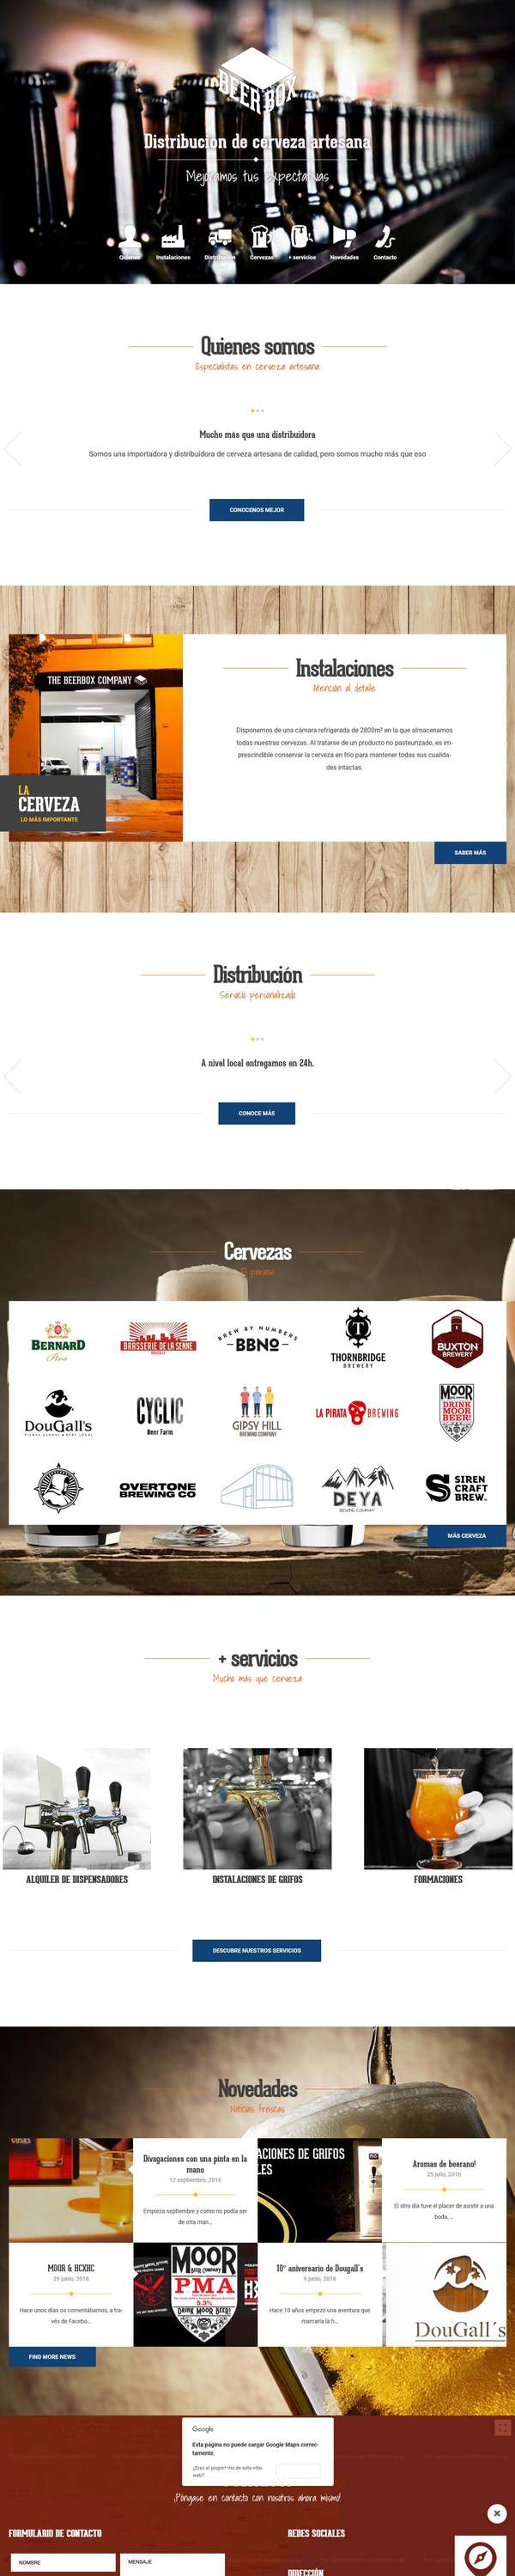 BEER BOX
Distribución de cerveza artesana
Mejoramos tus expectativas
Quienes Instalaciones Distribución Cervezas + servicios Novedades Contacto
Quienes somos
Especialistas en cerveza artesana
Mucho más que una distribuidora
Somos una importadora y distribuidora de cerveza artesana de calidad, pero somos mucho más que eso
CONOCENOS MEJOR
THE BEERBOX COMPANY
LA
CERVEZA
LO MÁS IMPORTANTE
Instalaciones
Atención al detalle
Disponemos de una cámara refrigerada de 2800m³ en la que almacenamos
todas nuestras cervezas. Al tratarse de un producto no pasteurizado, es im-
prescindible conservar la cerveza en frío para mantener todas sus cualida-
des intactas.
SABER MÁS
Distribución
Servicio personalizado
A nivel local entregamos en 24h.
CONOCE MÁS
Cervezas
El paraíso
BERNARD
Pivo
BRASSERIE DE LA SENNE
BRUSSELS
BREW BY NUMBERS
-BBNO-
THORNBRIDGE
BREWERY
BUXTON
BREWERY
DouGall's
CYCLIC
Beer Farm
GIPSY HILL
BREWING COMPANY
LA PIRATA BREWING
MOOR
DRINK
MOOR
BEER!
OVERTONE
BREWING CO
DEYA
BREWING COMPANY
SIREN
CRAFT
BREW.
MÁS CERVEZA
+ servicios
Mucho más que cerveza
ALQUILER DE DISPENSADORES
INSTALACIONES DE GRIFOS
FORMACIONES
DESCUBRE NUESTROS SERVICIOS
Novedades
Noticias frescas
Divagaciones con una pinta en la
mano
12 septiembre, 2016
Empieza septiembre y como no podía ser
de otra man...
ACIONES DE GRIFOS
LES
Aromas de beerano!
25 julio, 2016
El otro día tuve el placer de asistir a una
boda, ...
MOOR & HCXHC
29 junio, 2016
Hace unos días os comentábamos, a tra-
vés de Facebo...
MOOR
BEER COMPANY
PMA
5.3%
DRINK MOOR BEER!
10º aniversario de Dougall's
9 junio, 2016
Hace 10 años empezó una aventura que
marcaría la h...
DouGall's
FIND MORE NEWS
Google
Esta página no puede cargar Google Maps correc-
tamente.
¿Eres el propietario de este sitio
web?
¡Póngase en contacto con nosotros ahora mismo!
FORMULARIO DE CONTACTO
REDES SOCIALES
NOMBRE
MENSAJE
DIRECCIÓN